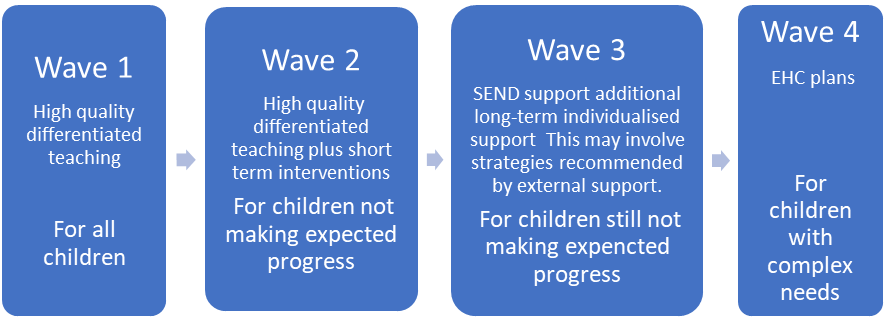 Wave 1
High quality
differentiated
teaching
For all
children
Wave 2
High quality
differentiated
teaching plus short
term interventions
For children not
making expected
progress
Wave 3
SEND support additional
long-term individualised
support  This may involve
strategies recommended
by external support.
For children still not
making expencted
progress
Wave 4
EHC plans
For
children
with
complex
needs